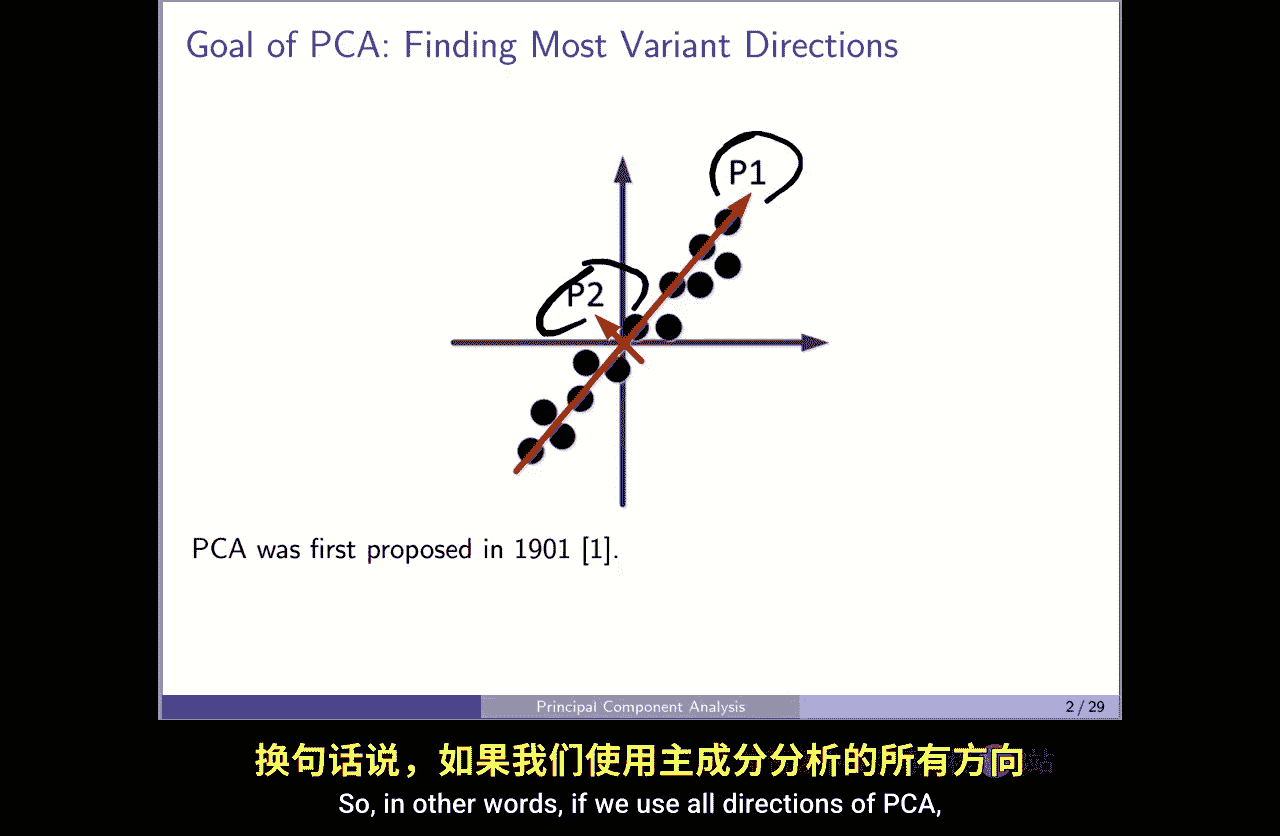 Goal of PCA: Finding Most Variant Directions
P1
P2
PCA was first proposed in 1901 [1].
Principal Component Analysis
2 / 29
换句话说，如果我们使用主成分分析的所有方向
So, in other words, if we use all directions of PCA,